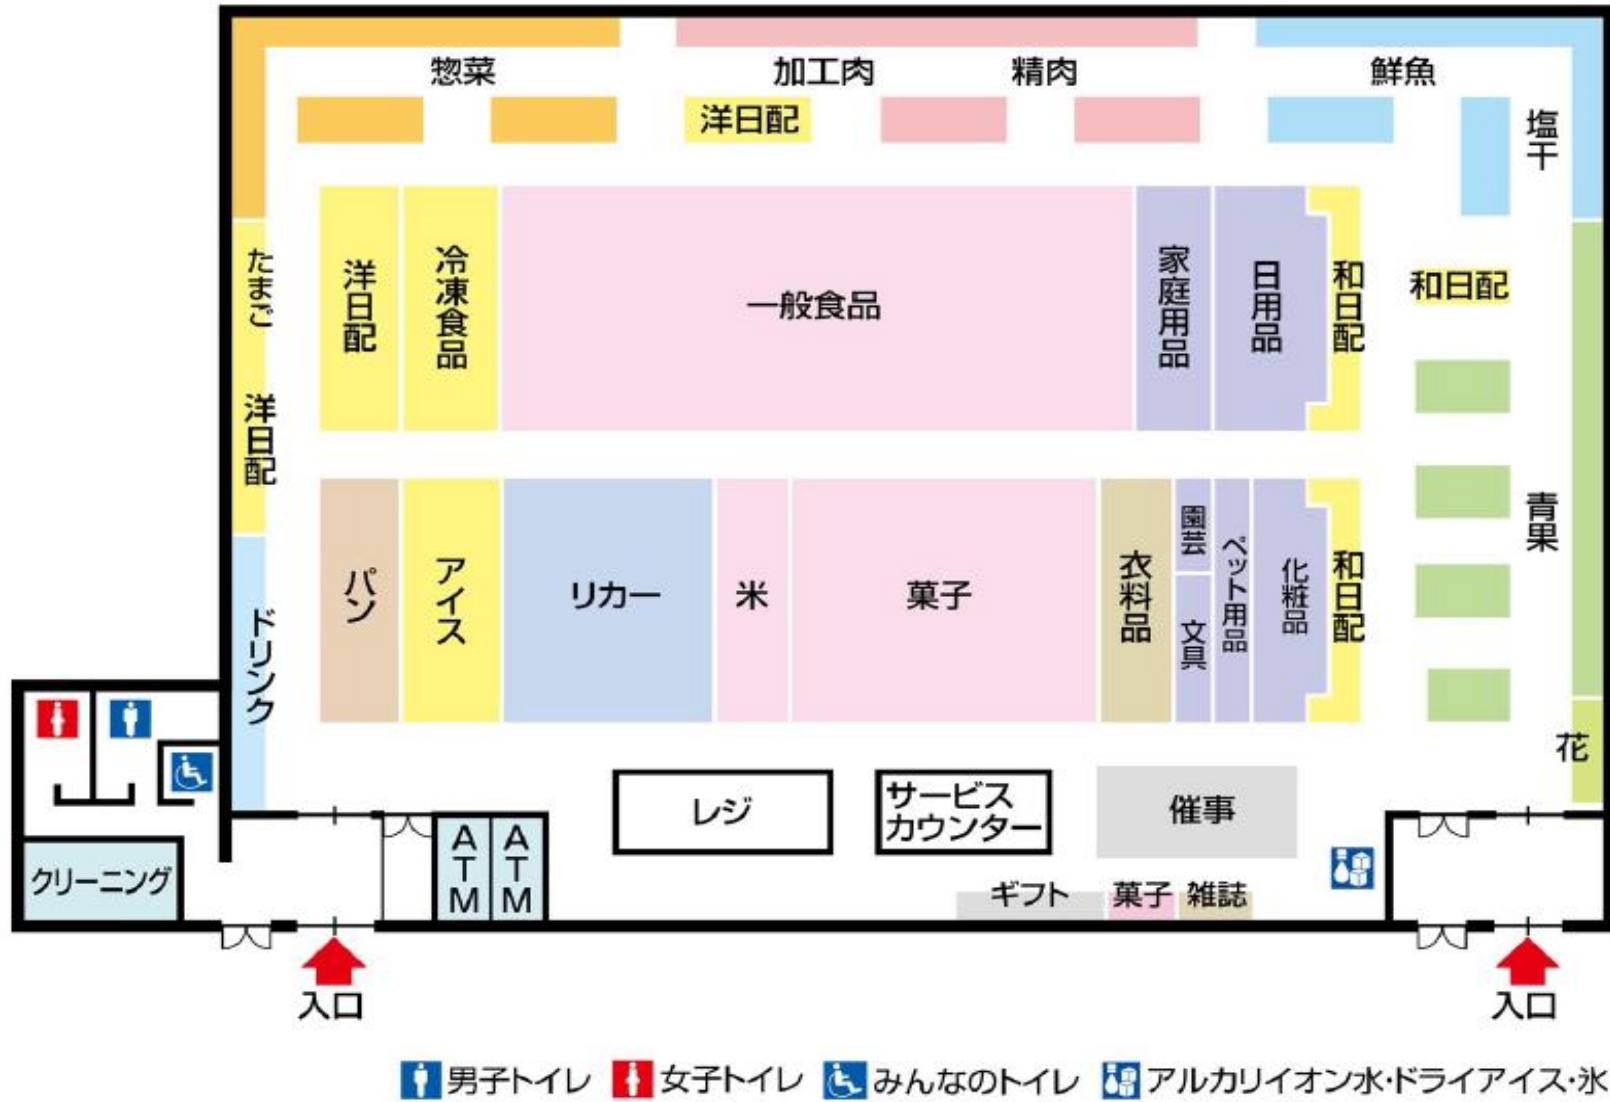 惣菜
加工肉
精肉
鮮魚
洋日配
塩干
たまご
洋日配
冷凍食品
一般食品
家庭用品
日用品
和日配
和日配
洋日配
青果
パン
アイス
リカー
米
菓子
衣料品
園芸
文具
ペット用品
化粧品
和日配
ドリンク
花
レジ
サービス
カウンター
催事
クリーニング
ATM
ATM
ギフト
菓子
雑誌
入口
入口
男子トイレ
女子トイレ
みんなのトイレ
アルカリイオン水・ドライアイス・氷